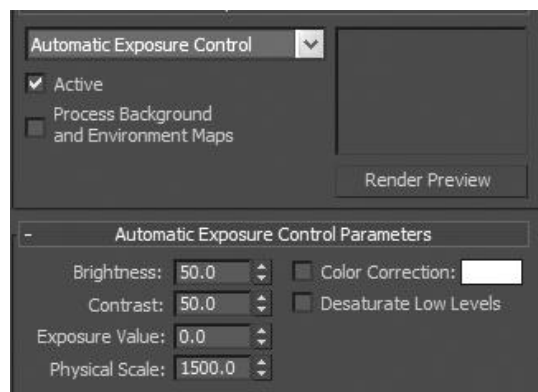 Automatic Exposure Control
Active
Process Background
and Environment Maps
Render Preview
- Automatic Exposure Control Parameters
Brightness: 50.0 Color Correction:
Contrast: 50.0 Desaturate Low Levels
Exposure Value: 0.0
Physical Scale: 1500.0